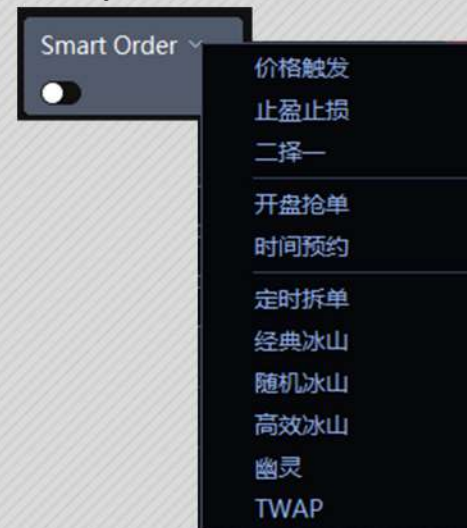 Smart Order
价格触发
止盈止损
二择一
开盘抢单
时间预约
定时拆单
经典冰山
随机冰山
高效冰山
幽灵
TWAP